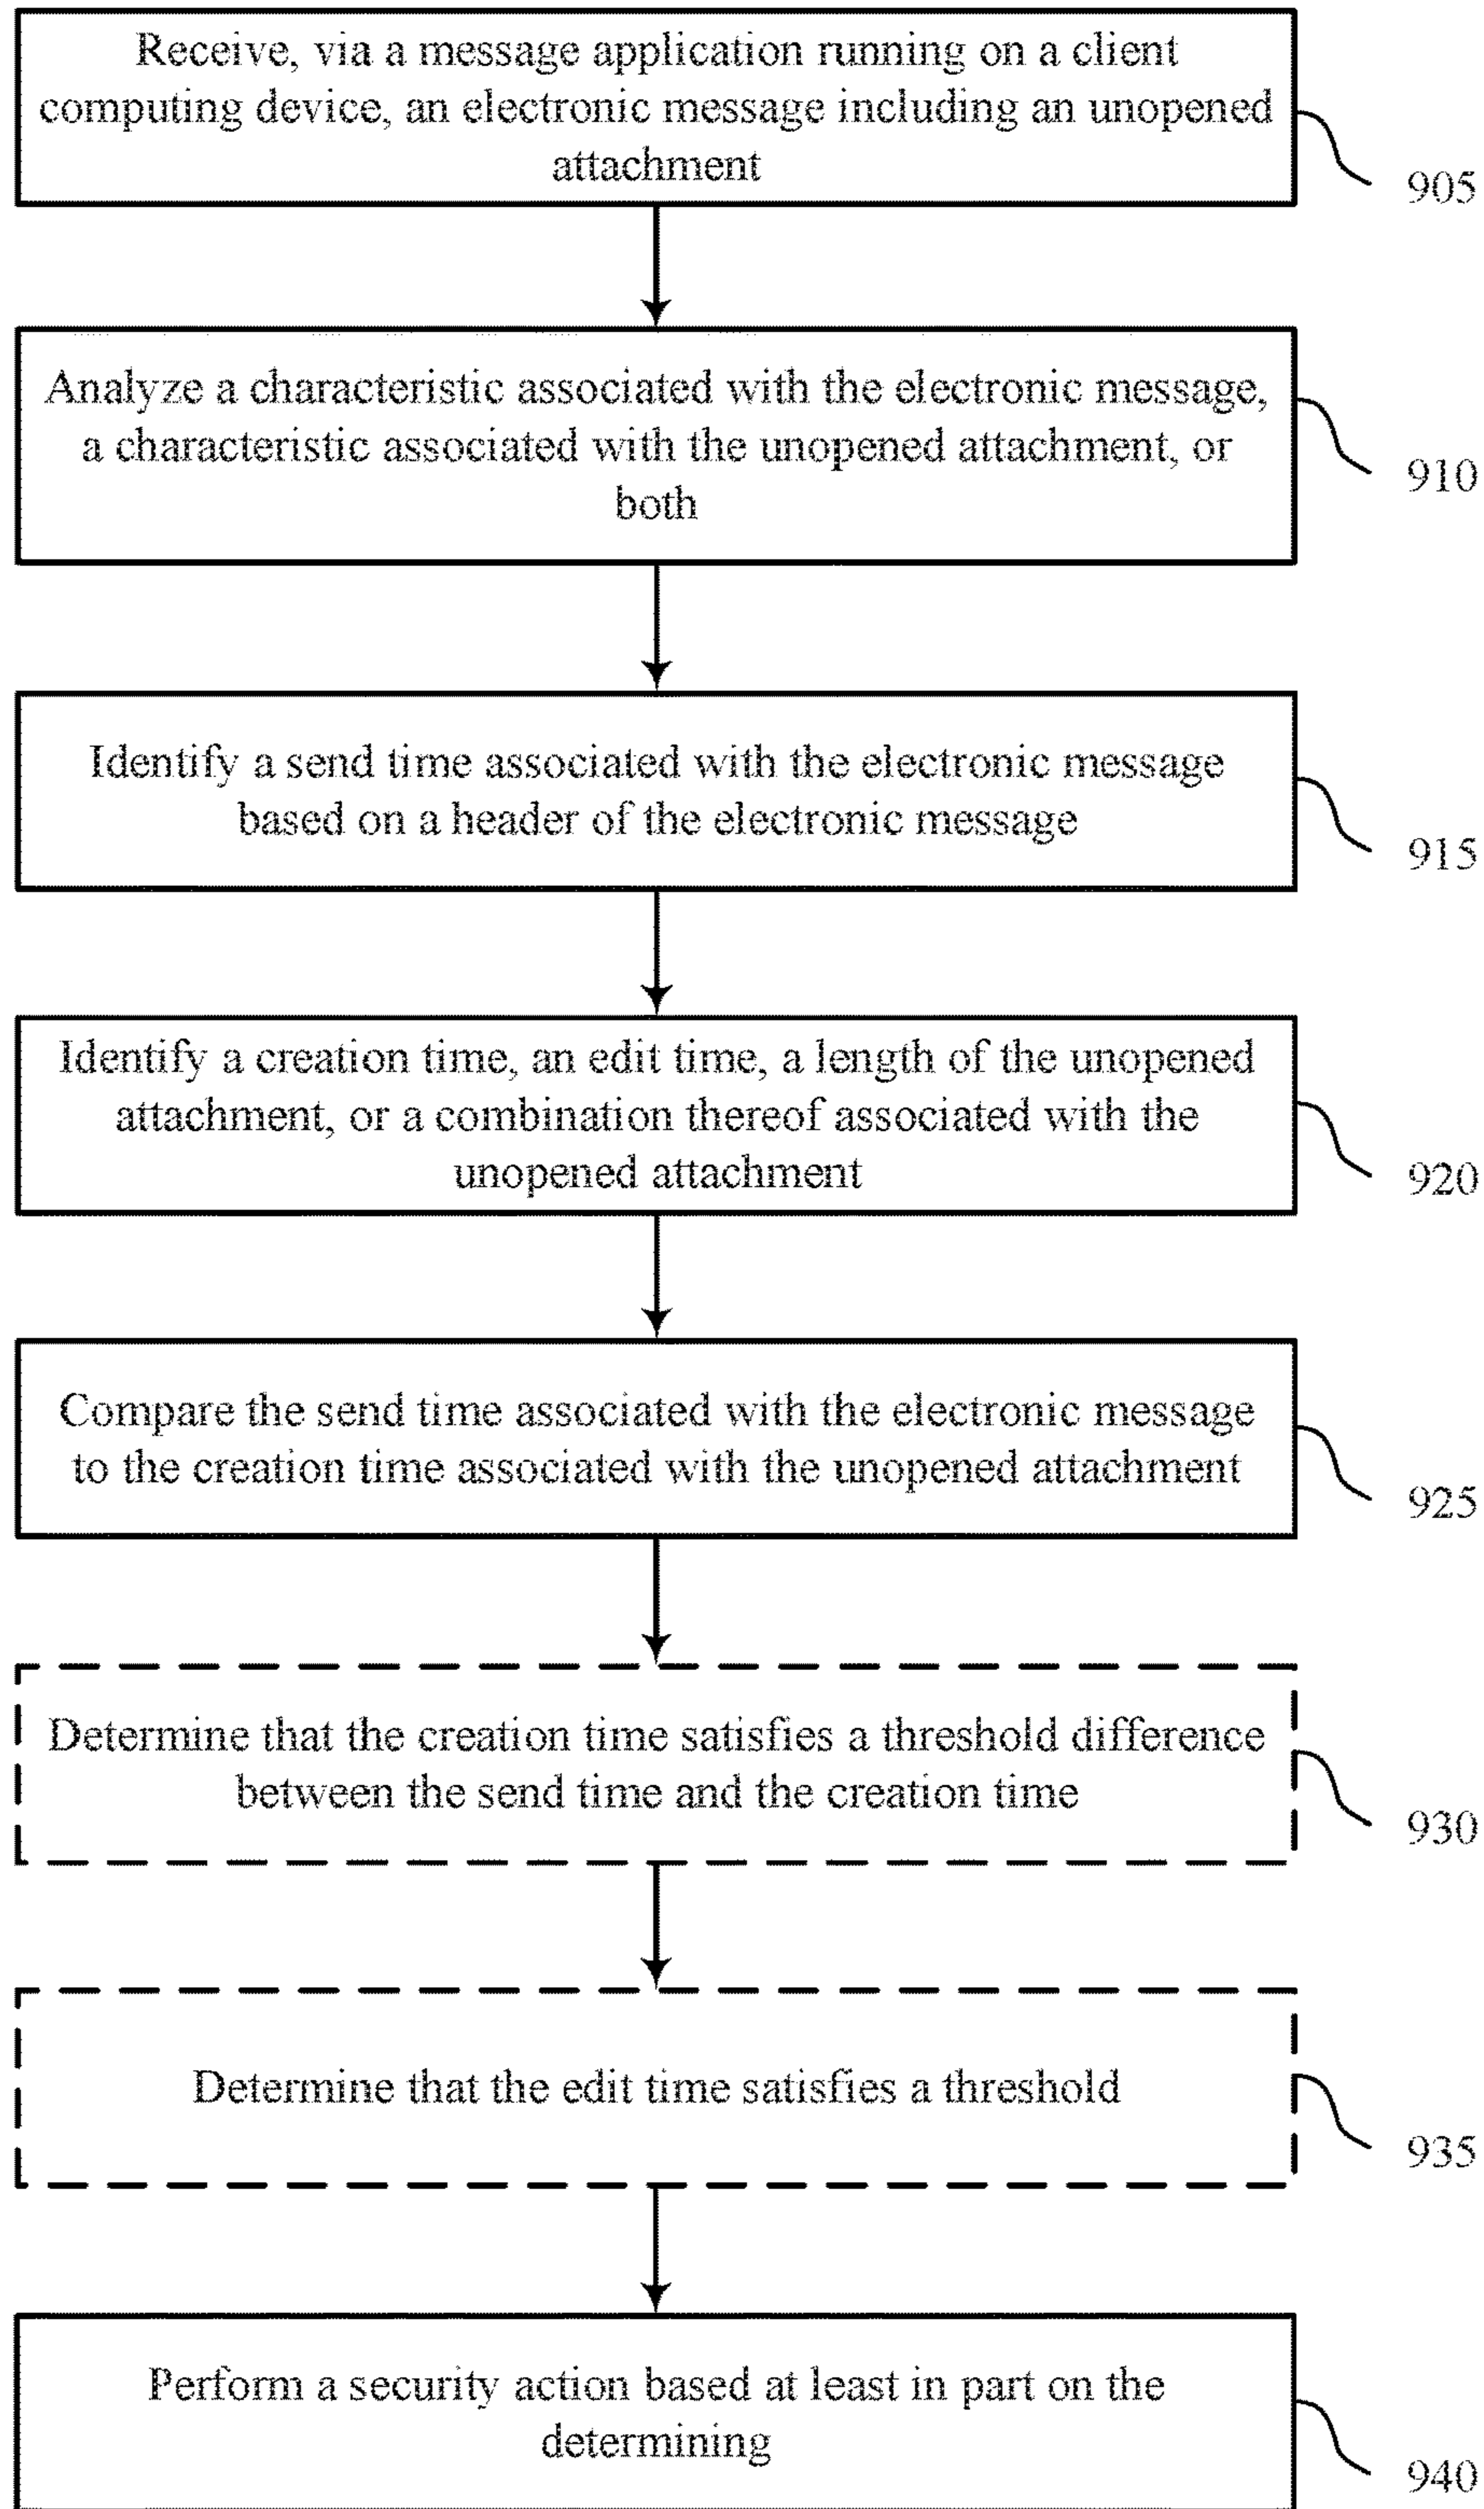 Receive, via a message application running on a client
computing device, an electronic message including an unopened
attachment
905
Analyze a characteristic associated with the electronic message,
a characteristic associated with the unopened attachment, or
both
910
Identify a send time associated with the electronic message
based on a header of the electronic message
915
Identify a creation time, an edit time, a length of the unopened
attachment, or a combination thereof associated with the
unopened attachment
920
Compare the send time associated with the electronic message
to the creation time associated with the unopened attachment
925
Determine that the creation time satisfies a threshold difference
between the send time and the creation time
930
Determine that the edit time satisfies a threshold
935
Perform a security action based at least in part on the
determining
940